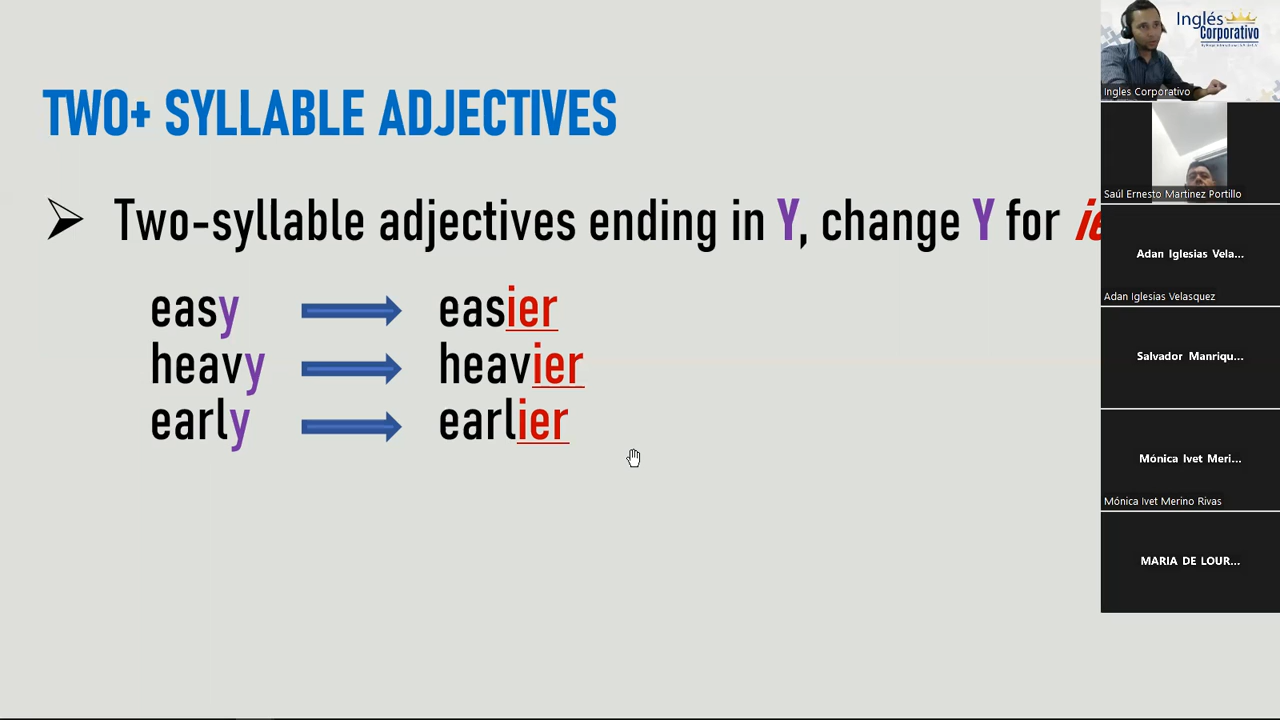 TWO+ SYLLABLE ADJECTIVES
➤ Two-syllable adjectives ending in Y, change Y for
easy easier
heavy heavier
early earlier
Inglés
Corporativo
Ingles Corporativo
Saúl Ernesto Martinez Portillo
Adan Iglesias Vela...
Adan Iglesias Velasquez
Salvador Manriqu...
Mónica Ivet Meri...
Mónica Ivet Merino Rivas
MARIA DE LOUR...